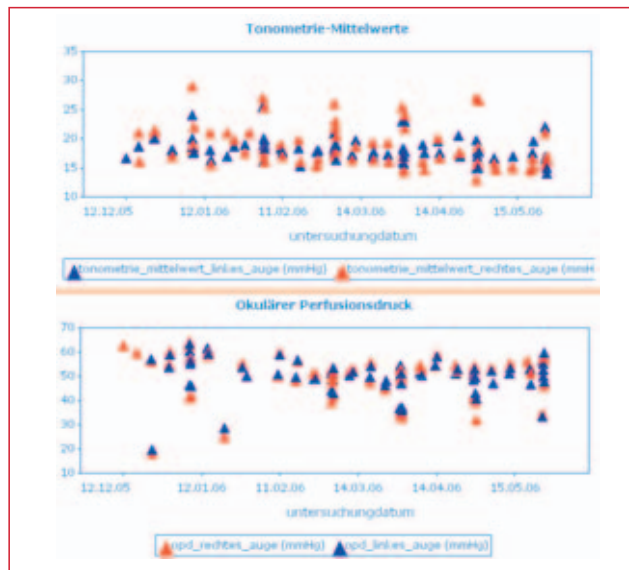 Tonometrie-Mittelwerte
35
30
25
20
15
10
12.12.05 12.01.06 11.02.06 14.03.06 14.04.06 15.05.06
untersuchungdatum
tonometrie_mittelwert_linkes_auge (mmHg) tonometrie_mittelwert_rechtes_auge (mmH
Okulärer Perfusionsdruck
70
60
50
40
30
20
10
12.12.05 12.01.06 11.02.06 14.03.06 14.04.06 15.05.06
untersuchungdatum
opd_rechtes_auge (mmHg) opd_linkes_auge (mmHg)